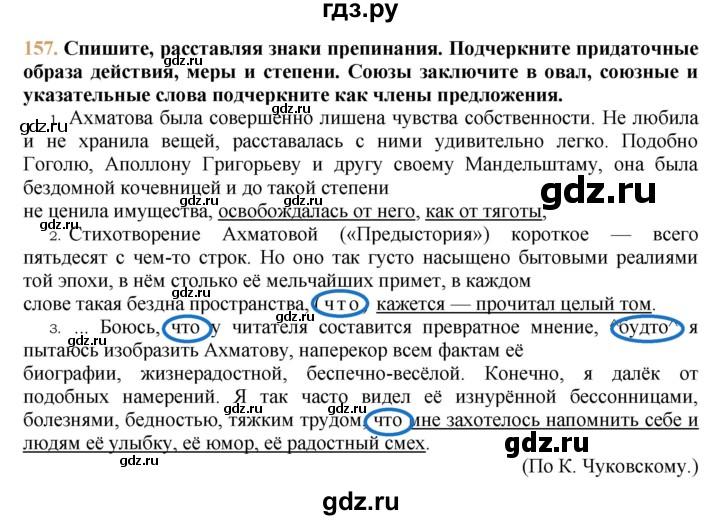 гдз.ру
157. Спишите, расставляя знаки препинания. Подчеркните придаточные
образа действия, меры и степени. Союзы заключите в овал, союзные и
указательные слова подчеркните как члены предложения.
1. Ахматова была совершенно лишена чувства собственности. Не любила
и не хранила вещей, расставалась с ними удивительно легко. Подобно
Гоголю, Аполлону Григорьеву и другу своему Мандельштаму, она была
бездомной кочевницей и до такой степени
не ценила имущества, освобождалась от него, как от тяготы,
2. Стихотворение Ахматовой («Предыстория») короткое — всего
пятьдесят с чем-то строк. Но оно так густо насыщено бытовыми реалиями
той эпохи, в нём столько её мельчайших примет, в каждом
слове такая бездна пространства, что, кажется — прочитал целый том.
3. ... Боюсь, что у читателя составится превратное мнение, будто я
пытаюсь изобразить Ахматову, наперекор всем фактам её
биографии, жизнерадостной, беспечно-весёлой. Конечно, я далёк от
подобных намерений. Я так часто видел её изнурённой бессонницами,
болезнями, бедностью, тяжким трудом, что мне захотелось напомнить себе и
людям её улыбку, её юмор, её радостный смех.
(По К. Чуковскому.)
gdz.ru
gdz.ru
gdz.ru
gdz.ru
gdz.ru
gdz.ru
gdz.ru
gdz.ru
gdz.ru